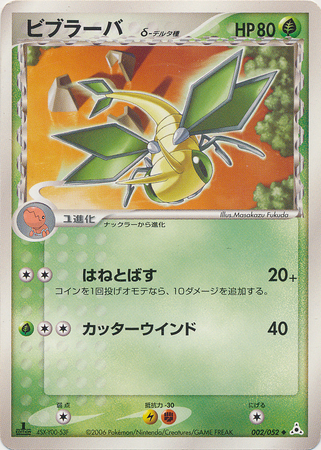 ビブラーバ δ-デルタ種 HP80
Illus.Masakazu Fukuda
1進化
ナックラーから進化
はねとばす 20+
コインを1回投げオモテなら、10ダメージを追加する。
カッターウインド 40
弱点 抵抗力 -30 にげる
1
©2006 Pokémon/Nintendo/Creatures/GAME FREAK. 002/052 ◆